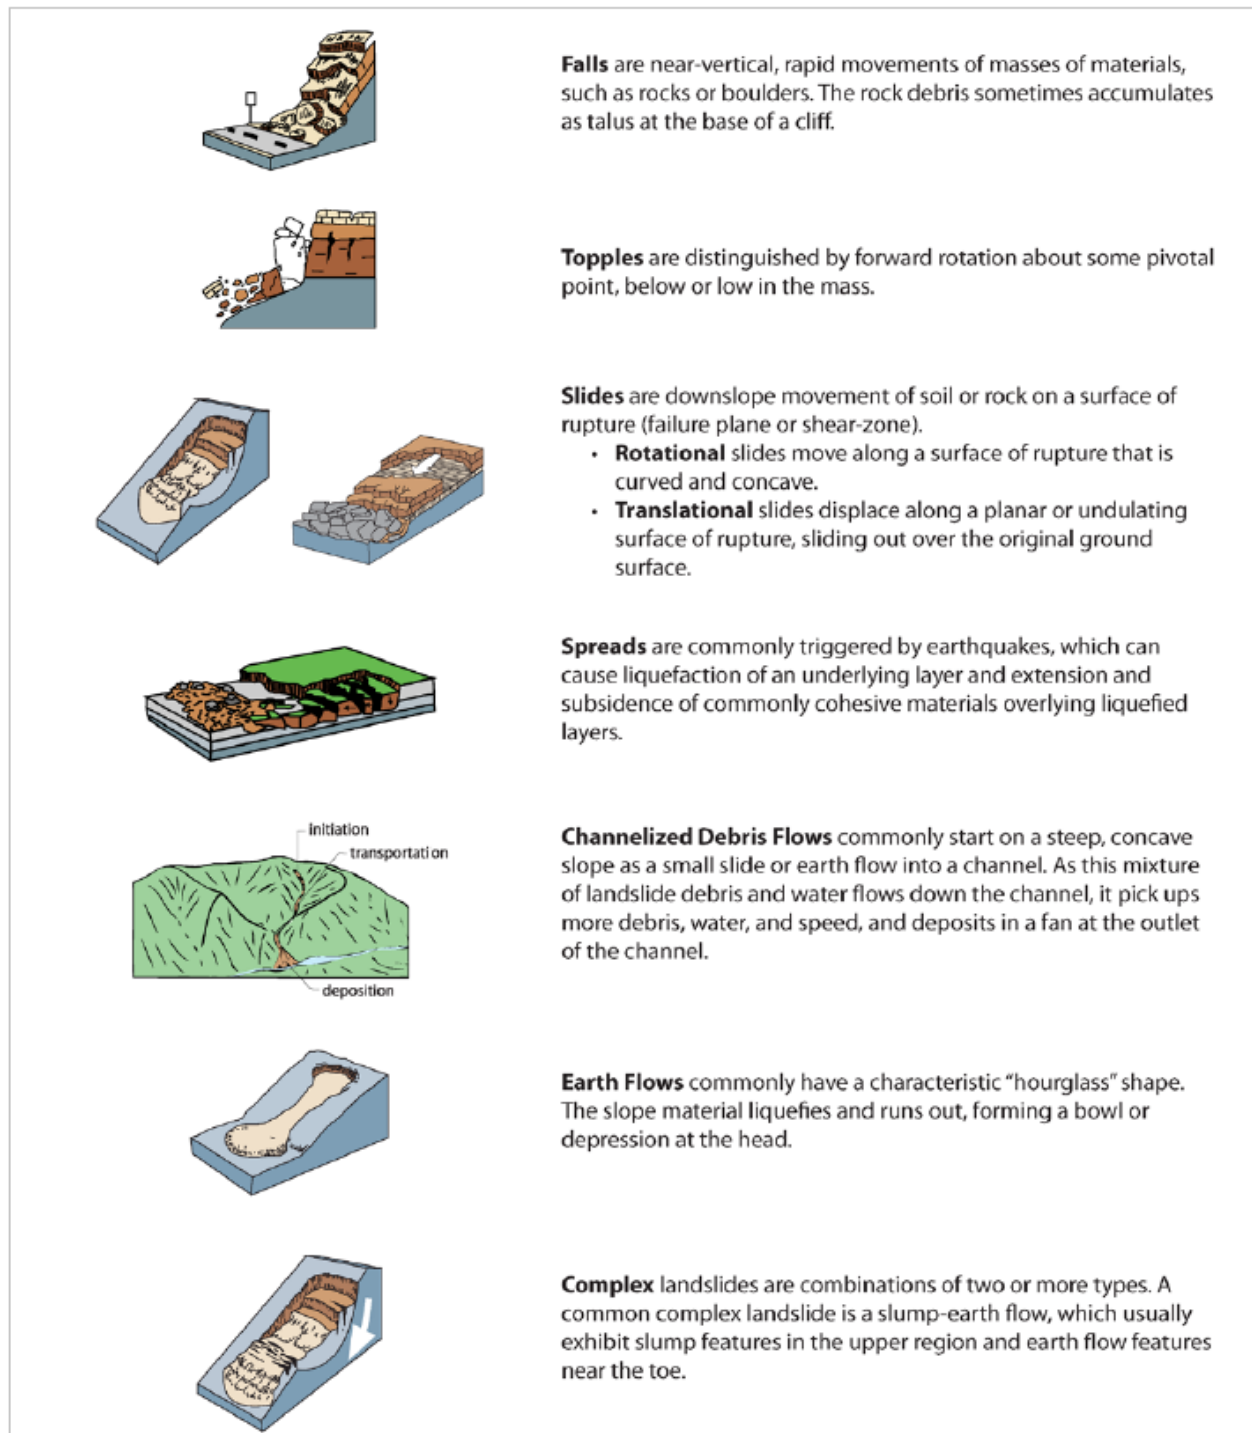 Falls are near-vertical, rapid movements of masses of materials,
such as rocks or boulders. The rock debris sometimes accumulates
as talus at the base of a cliff.
Topples are distinguished by forward rotation about some pivotal
point, below or low in the mass.
Slides are downslope movement of soil or rock on a surface of
rupture (failure plane or shear-zone).
• Rotational slides move along a surface of rupture that is
curved and concave.
• Translational slides displace along a planar or undulating
surface of rupture, sliding out over the original ground
surface.
Spreads are commonly triggered by earthquakes, which can
cause liquefaction of an underlying layer and extension and
subsidence of commonly cohesive materials overlying liquefied
layers.
initiation
transportation
deposition
Channelized Debris Flows commonly start on a steep, concave
slope as a small slide or earth flow into a channel. As this mixture
of landslide debris and water flows down the channel, it pick ups
more debris, water, and speed, and deposits in a fan at the outlet
of the channel.
Earth Flows commonly have a characteristic “hourglass” shape.
The slope material liquefies and runs out, forming a bowl or
depression at the head.
Complex landslides are combinations of two or more types. A
common complex landslide is a slump-earth flow, which usually
exhibit slump features in the upper region and earth flow features
near the toe.